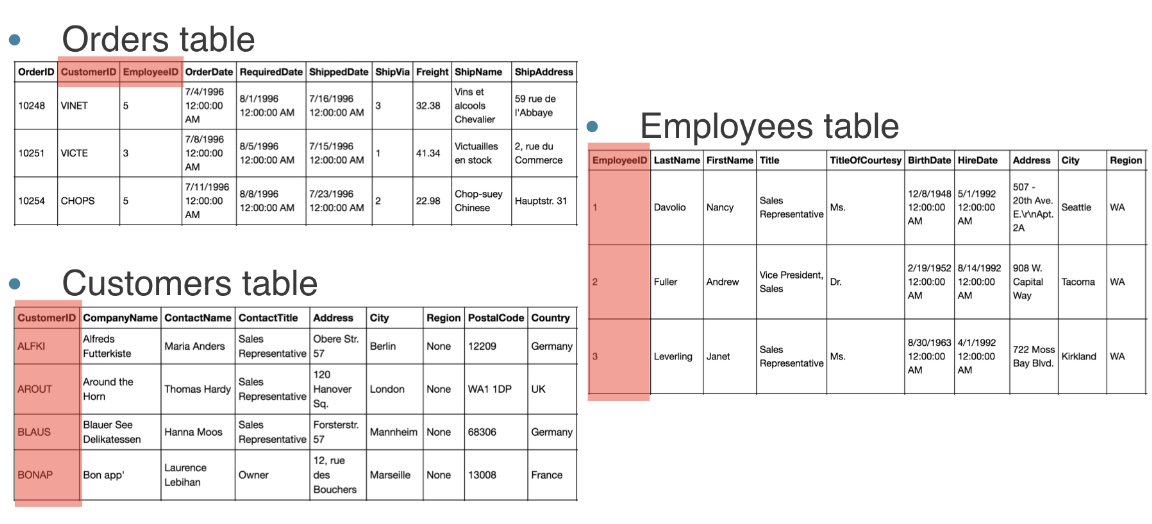 • Orders table
OrderID CustomerID EmployeeID OrderDate RequiredDate ShippedDate ShipVia Freight ShipName ShipAddress
10248 VINET 5 7/4/1996 12:00:00 AM 8/1/1996 12:00:00 AM 7/16/1996 12:00:00 AM 3 32.38 Vins et alcools Chevalier 59 rue de l'Abbaye
10251 VICTE 3 7/8/1996 12:00:00 AM 8/5/1996 12:00:00 AM 7/15/1996 12:00:00 AM 1 41.34 Victuailles en stock 2, rue du Commerce
10254 CHOPS 5 7/11/1996 12:00:00 AM 8/8/1996 12:00:00 AM 7/23/1996 12:00:00 AM 2 22.98 Chop-suey Chinese Hauptstr. 31
• Customers table
CustomerID CompanyName ContactName ContactTitle Address City Region PostalCode Country
ALFKI Alfreds Futterkiste Maria Anders Sales Representative Obere Str. 57 Berlin None 12209 Germany
AROUT Around the Horn Thomas Hardy Sales Representative 120 Hanover Sq. London None WA1 1DP UK
BLAUS Blauer See Delikatessen Hanna Moos Sales Representative Forsterstr. 57 Mannheim None 68306 Germany
BONAP Bon app' Laurence Lebihan Owner 12, rue des Bouchers Marseille None 13008 France
• Employees table
EmployeeID LastName FirstName Title TitleOfCourtesy BirthDate HireDate Address City Region
1 Davolio Nancy Sales Representative Ms. 12/8/1948 12:00:00 AM 5/1/1992 12:00:00 AM 507 - 20th Ave. E.\r\nApt. 2A Seattle WA
2 Fuller Andrew Vice President, Sales Dr. 2/19/1952 12:00:00 AM 8/14/1992 12:00:00 AM 908 W. Capital Way Tacoma WA
3 Leverling Janet Sales Representative Ms. 8/30/1963 12:00:00 AM 4/1/1992 12:00:00 AM 722 Moss Bay Blvd. Kirkland WA